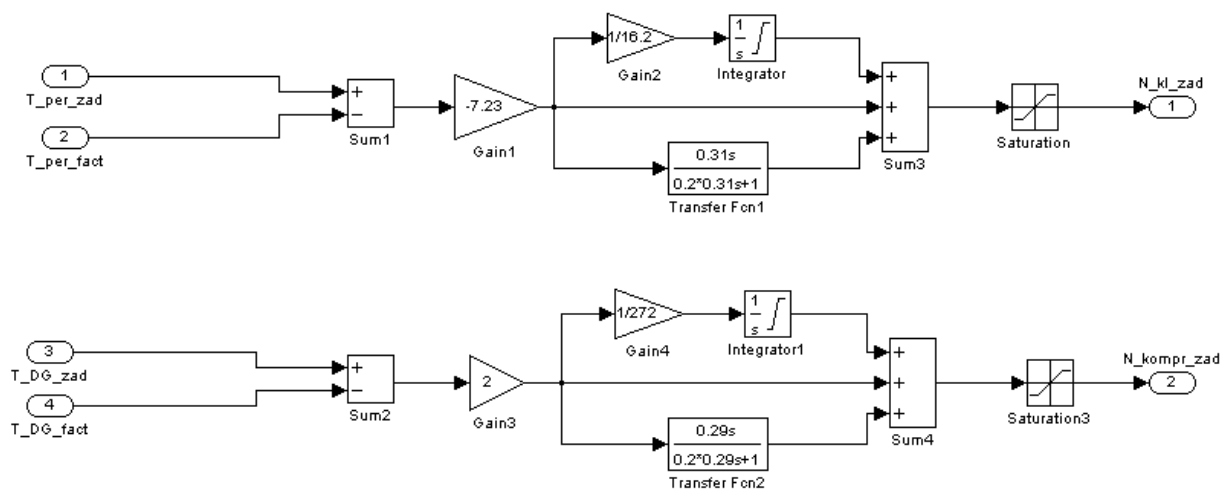 1/16.2
1
s
Gain2
Integrator
1
T_per_zad
+
N_kl_zad
+
−
-7.23
+
1
2
Sum1
+
Saturation
T_per_fact
Gain1
0.31s
0.2*0.31s+1
Sum3
Transfer Fcn1
1/272
1
s
Gain4
Integrator1
3
+
N_kompr_zad
T_DG_zad
+
−
2
+
2
4
Sum2
+
Saturation3
T_DG_fact
Gain3
0.29s
0.2*0.29s+1
Sum4
Transfer Fcn2